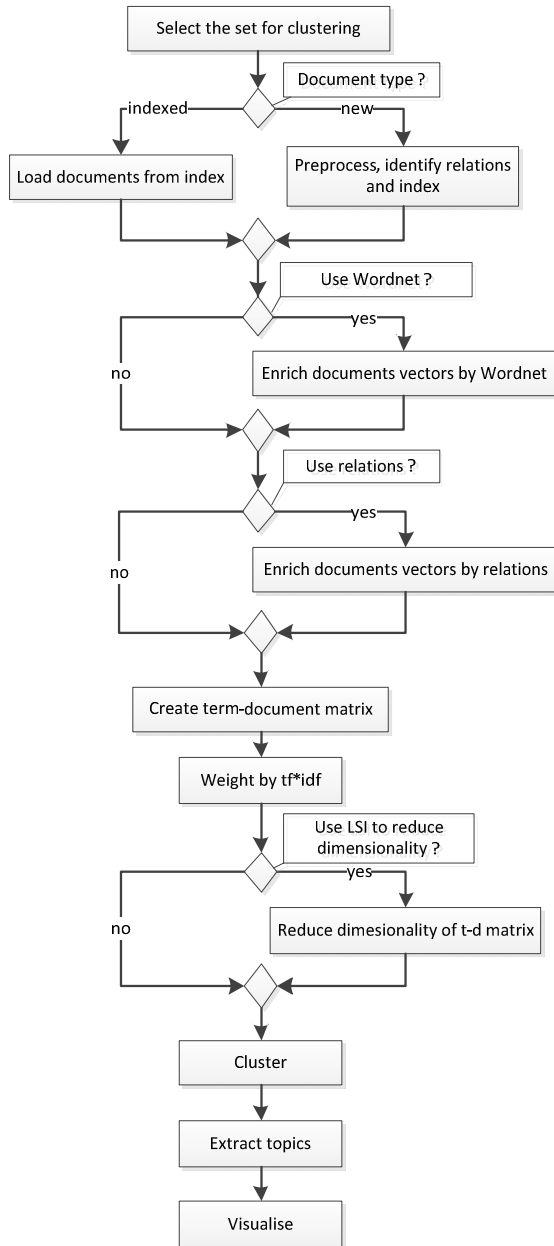 Select the set for clustering
Document type ?
indexed
new
Load documents from index
Preprocess, identify relations
and index
Use Wordnet ?
yes
no
Enrich documents vectors by Wordnet
Use relations ?
yes
no
Enrich documents vectors by relations
Create term-document matrix
Weight by tf*idf
Use LSI to reduce
dimensionality ?
yes
no
Reduce dimesionality of t-d matrix
Cluster
Extract topics
Visualise